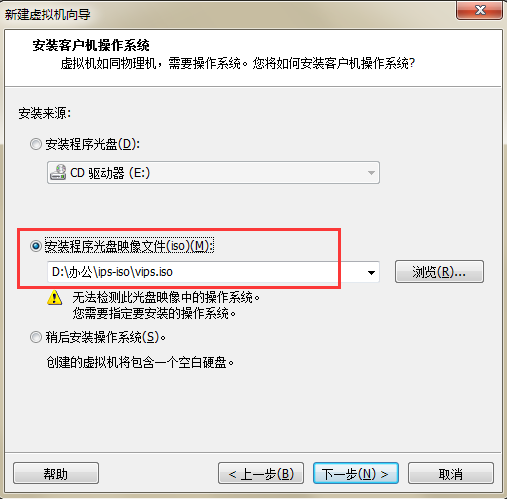 新建虚拟机向导
安装客户机操作系统
虚拟机如同物理机，需要操作系统。您将如何安装客户机操作系统?
安装来源:
安装程序光盘(D):
CD 驱动器 (E:)
安装程序光盘映像文件(iso)(M):
D:\办公\ips-iso\vips.iso
浏览(R)...
无法检测此光盘映像中的操作系统。
您需要指定要安装的操作系统。
稍后安装操作系统(S)。
创建的虚拟机将包含一个空白硬盘。
帮助
< 上一步(B)
下一步(N) >
取消